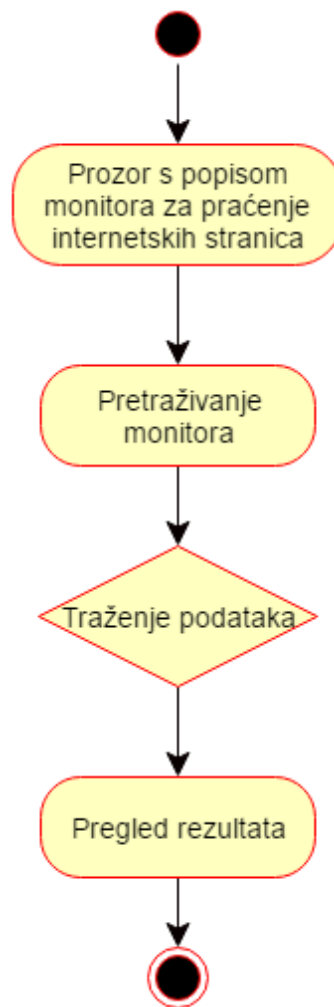 Prozor s popisom
monitora za praćenje
internetskih stranica
Pretraživanje
monitora
Traženje podataka
Pregled rezultata